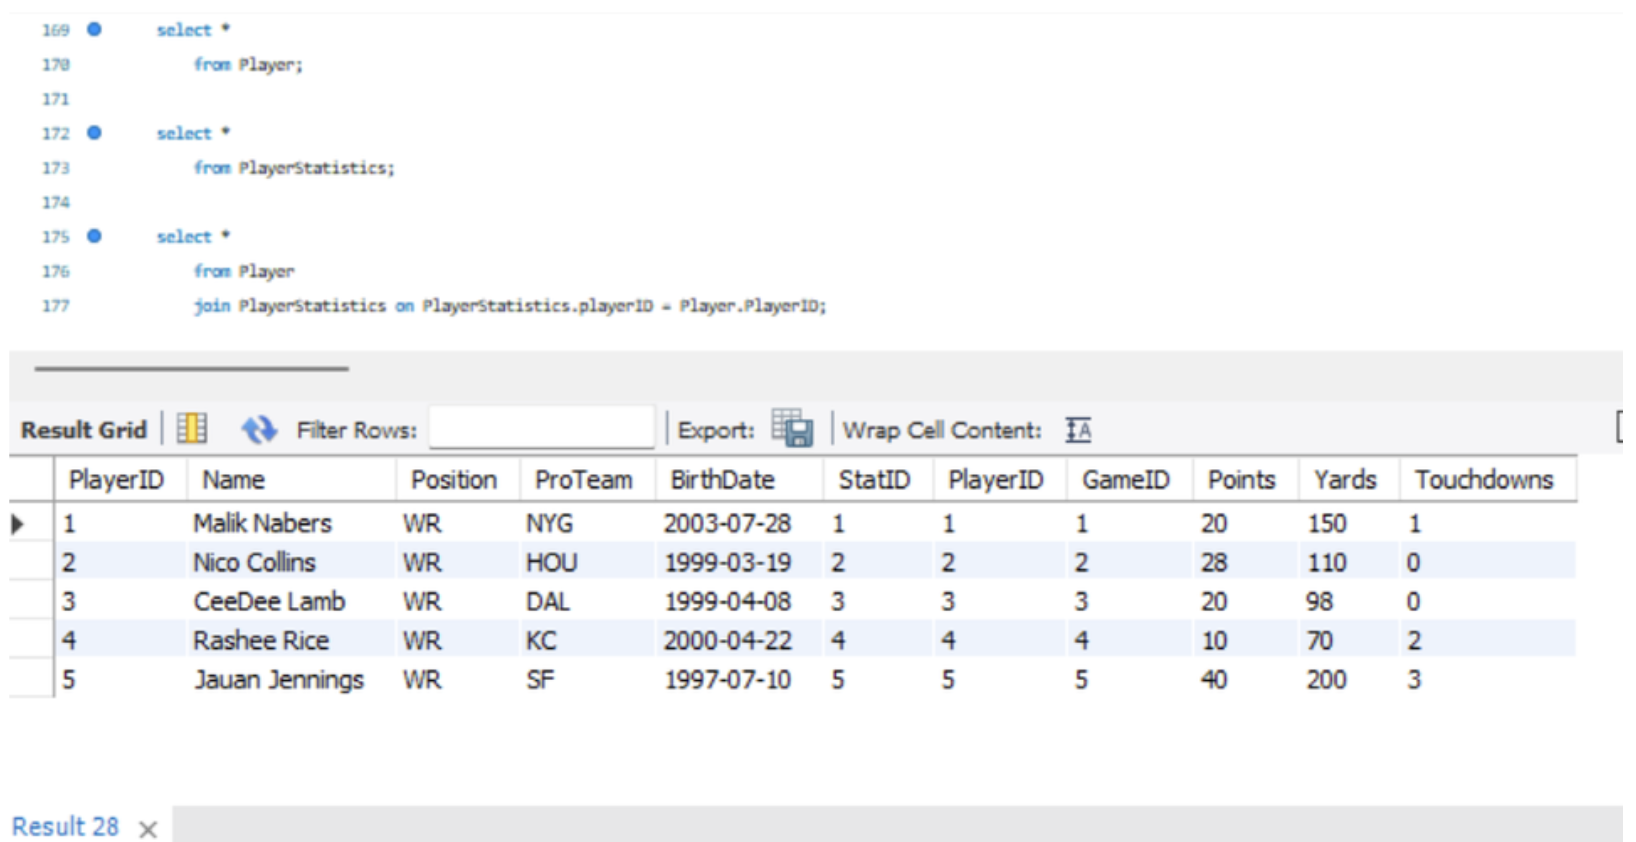 169 select *
170 from Player;
171
172 select *
173 from PlayerStatistics;
174
175 select *
176 from Player
177 join PlayerStatistics on PlayerStatistics.playerID = Player.PlayerID;
Result Grid Filter Rows: Export: Wrap Cell Content: IA
PlayerID Name Position ProTeam BirthDate StatID PlayerID GameID Points Yards Touchdowns
1 Malik Nabers WR NYG 2003-07-28 1 1 1 20 150 1
2 Nico Collins WR HOU 1999-03-19 2 2 2 28 110 0
3 CeeDee Lamb WR DAL 1999-04-08 3 3 3 20 98 0
4 Rashee Rice WR KC 2000-04-22 4 4 4 10 70 2
5 Jauan Jennings WR SF 1997-07-10 5 5 5 40 200 3
Result 28